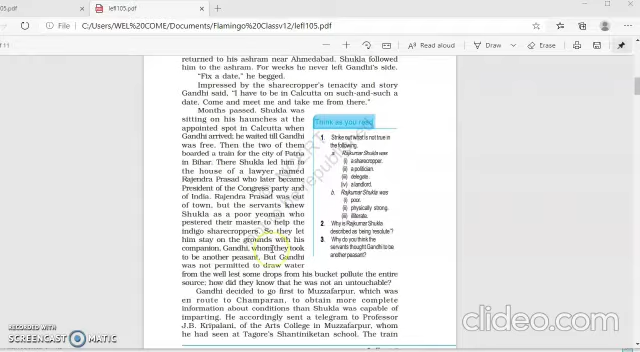 05.pdf
lefl105.pdf
File | C:/Users/WEL%20COME/Documents/Flamingo%20Classv12/lefl105.pdf
of 11
Read aloud
Draw
Highlight
Erase
returned to his ashram near Ahmedabad. Shukla followed
him to the ashram. For weeks he never left Gandhi's side.
"Fix a date," he begged.
Impressed by the sharecropper's tenacity and story
Gandhi said, "I have to be in Calcutta on such-and-such a
date. Come and meet me and take me from there."
Months passed. Shukla was
sitting on his haunches at the
appointed spot in Calcutta when
Gandhi arrived; he waited till Gandhi
was free. Then the two of them
boarded a train for the city of Patna
in Bihar. There Shukla led him to
the house of a lawyer named
Rajendra Prasad who later became
President of the Congress party and
of India. Rajendra Prasad was out
of town, but the servants knew
Shukla as a poor yeoman who
pestered their master to help the
indigo sharecroppers. So they let
him stay on the grounds with his
companion, Gandhi, whom they took
to be another peasant. But Gandhi
was not permitted to draw water
from the well lest some drops from his bucket pollute the entire
source; how did they know that he was not an untouchable?
Gandhi decided to go first to Muzzafarpur, which was
en route to Champaran, to obtain more complete
information about conditions than Shukla was capable of
imparting. He accordingly sent a telegram to Professor
J.B. Kripalani, of the Arts College in Muzzafarpur, whom
he had seen at Tagore's Shantiniketan school. The train
Think as you read
1. Strike out what is not true in
the following.
a. Rajkumar Shukla was
(i) a sharecropper.
(ii) a politician.
(iii) delegate.
(iv) a landlord.
b. Rajkumar Shukla was
(i) poor.
(ii) physically strong.
(iii) illiterate.
2. Why is Rajkumar Shukla
described as being 'resolute'?
3. Why do you think the
servants thought Gandhi to be
another peasant?
RECORDED WITH
SCREENCAST MATIC
clideo.com